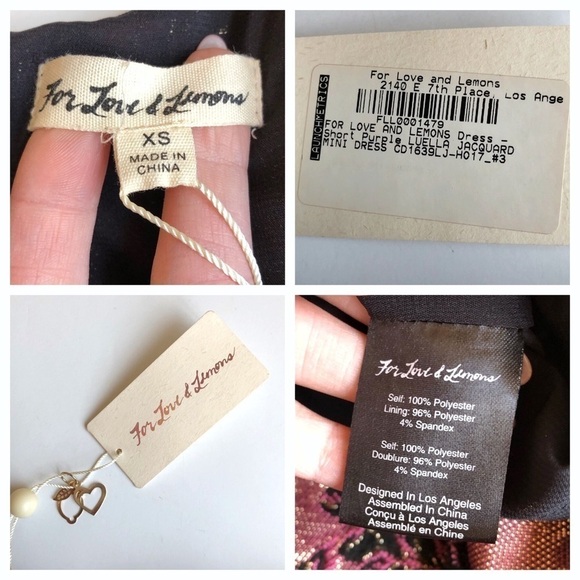 For Love & Lemons
XS
MADE IN
CHINA
LAUNCHMETRICS
For Love and Lemons
2140 E 7th Place, Los Ange
FLL0001479
FOR LOVE AND LEMONS Dress -
Short Purple LUELLA JACQUARD
MINI DRESS CD1639LJ-H017_#3
For Love & Lemons
For Love & Lemons
Self: 100% Polyester
Lining: 96% Polyester
4% Spandex
Self: 100% Polyester
Doublure: 96% Polyester
4% Spandex
Designed In Los Angeles
Assembled In China
Conçu à Los Angeles
Assemblé en Chine